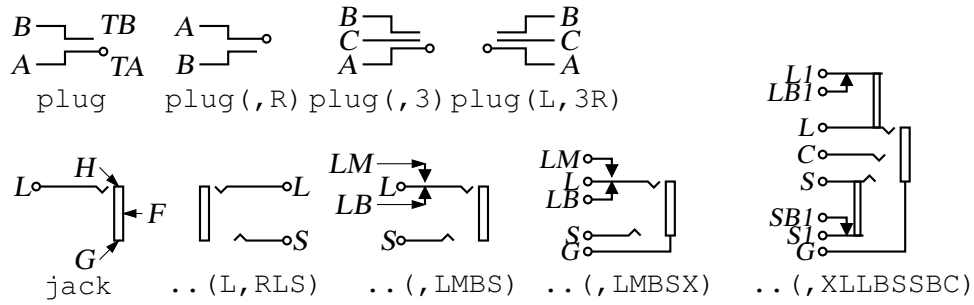 B TB
A TA
plug
A
B
plug(,R)
B
C
A
plug(,3)
B
C
A
plug(L,3R)
L
H
F
G
jack
L
S
..(L,RLS)
LM
L
LB
S
..(,LMBS)
LM
L
LB
S
G
..(,LMBSX)
L1
LB1
L
C
S
SB1
S1
G
..(,XLLBSSBC)